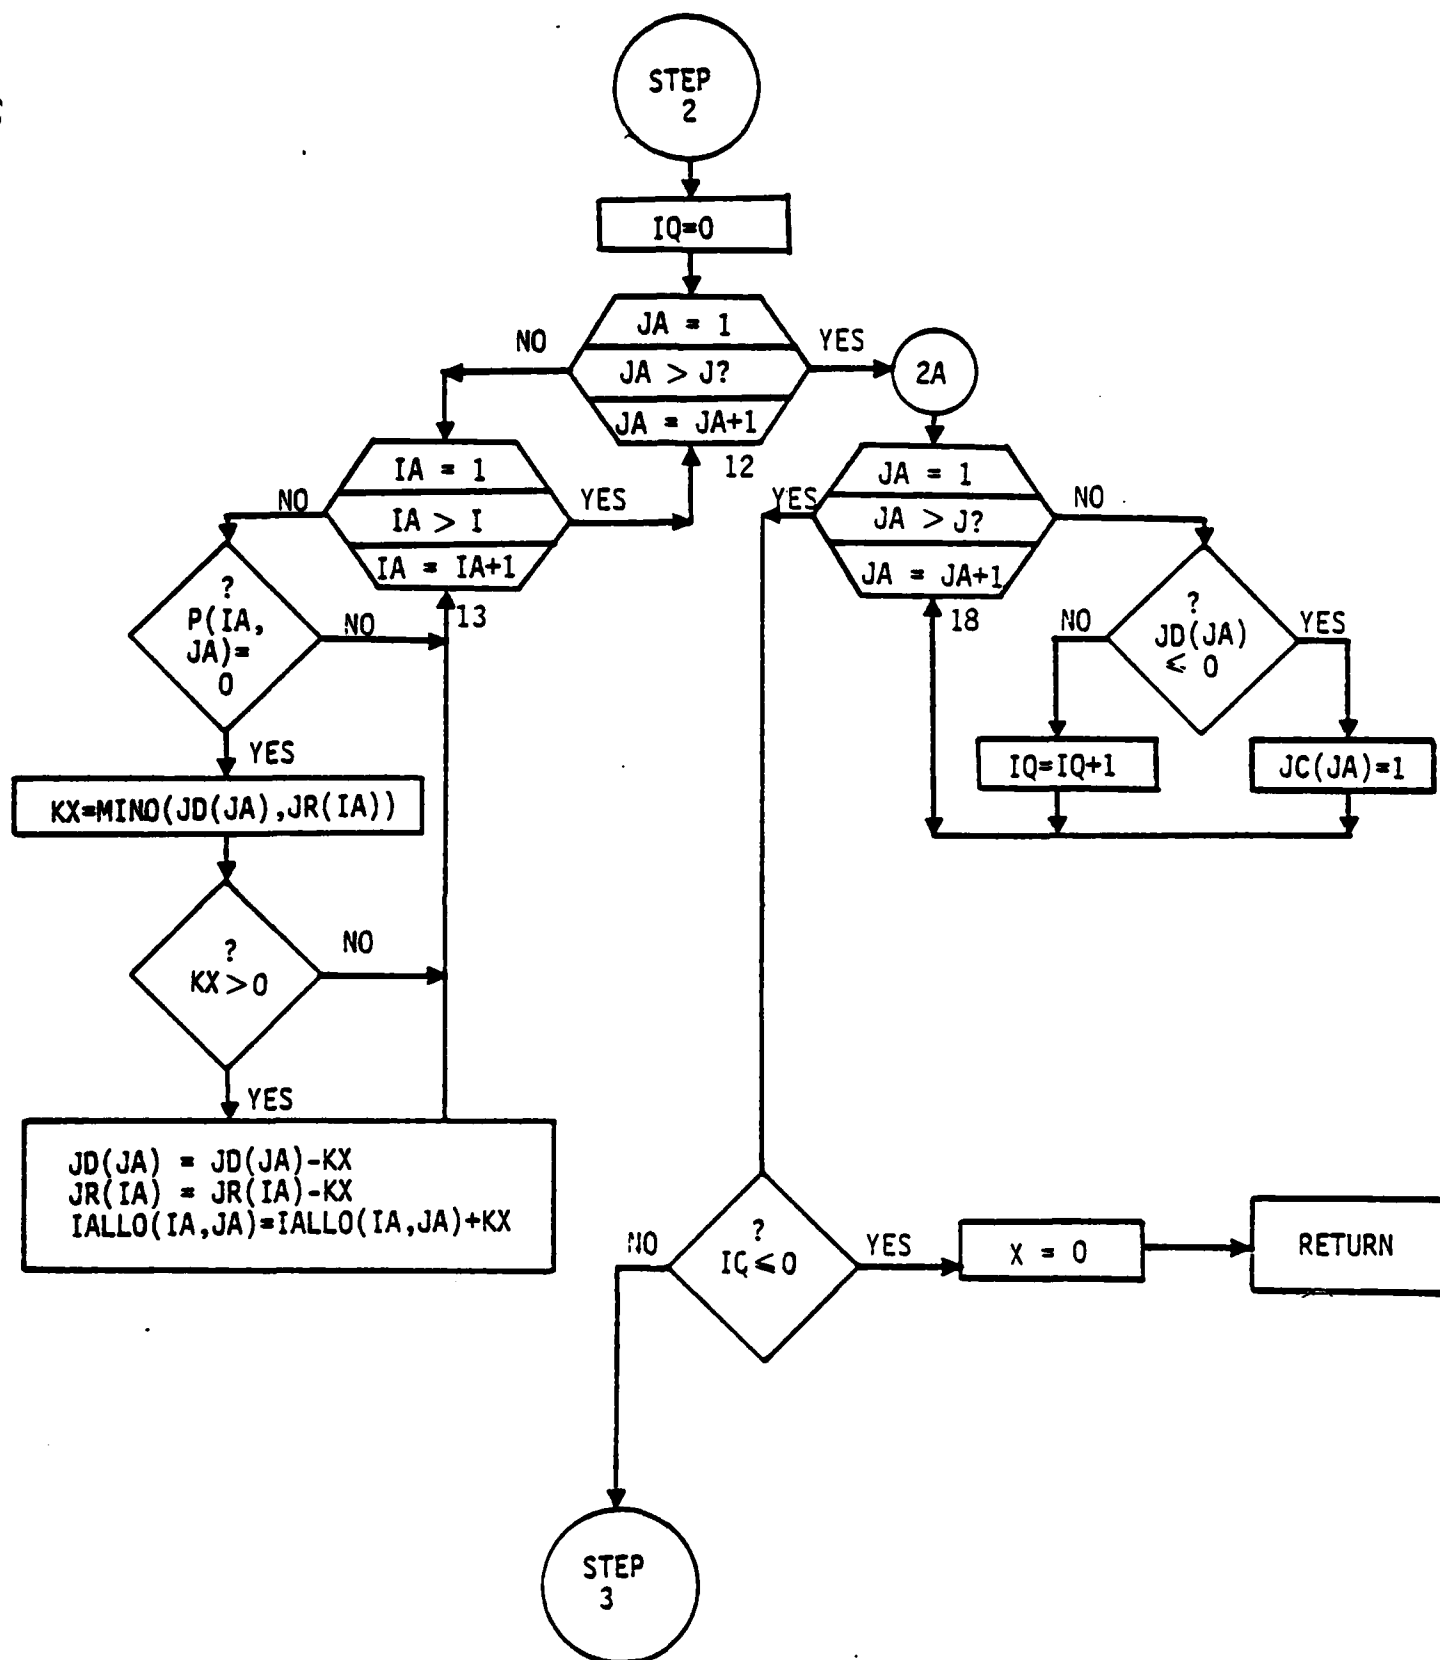 STEP
2
IQ=0
JA = 1
JA > J?
JA = JA+1
NO
YES
2A
12
IA = 1
IA > I
IA = IA+1
NO
YES
13
JA = 1
JA > J?
JA = JA+1
YES
NO
18
?
P(IA,
JA)=
0
NO
YES
?
JD(JA)
≤ 0
NO
YES
IQ=IQ+1
JC(JA)=1
KX=MINO(JD(JA),JR(IA))
?
KX > 0
NO
YES
JD(JA) = JD(JA)-KX
JR(IA) = JR(IA)-KX
IALLO(IA,JA)=IALLO(IA,JA)+KX
?
IQ ≤ 0
NO
YES
X = 0
RETURN
STEP
3